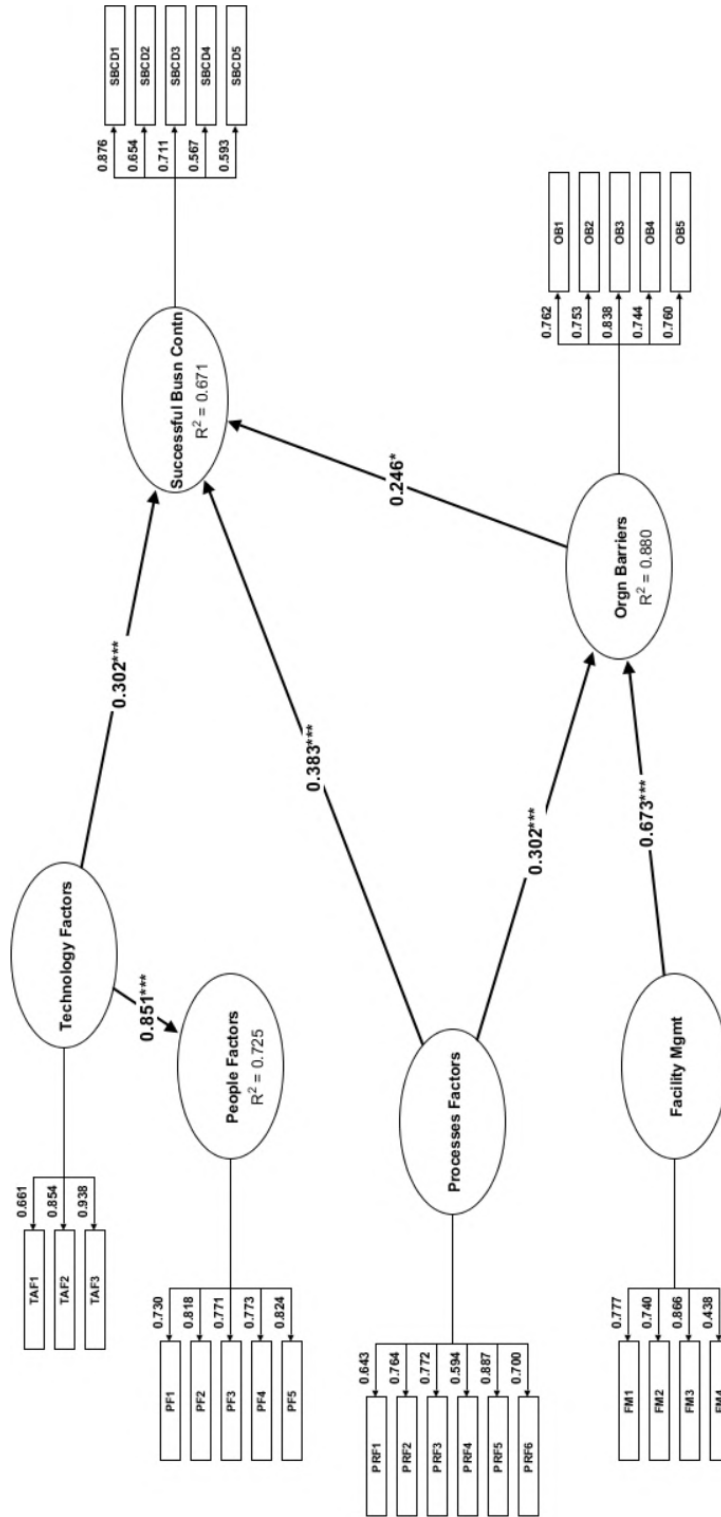 0.661
0.854
0.938
TAF1
TAF2
TAF3
Technology Factors
0.302***
0.851***
Successful Busn Contn
R² = 0.671
0.876
0.654
0.711
0.567
0.593
SBCD1
SBCD2
SBCD3
SBCD4
SBCD5
0.730
0.818
0.771
0.773
0.824
PF1
PF2
PF3
PF4
PF5
People Factors
R² = 0.725
0.383***
0.246*
0.643
0.764
0.772
0.594
0.887
0.700
PRF1
PRF2
PRF3
PRF4
PRF5
PRF6
Processes Factors
0.302***
Orgn Barriers
R² = 0.880
0.762
0.753
0.838
0.744
0.760
OB1
OB2
OB3
OB4
OB5
0.777
0.740
0.866
0.438
FM1
FM2
FM3
FM4
Facility Mgmt
0.673***